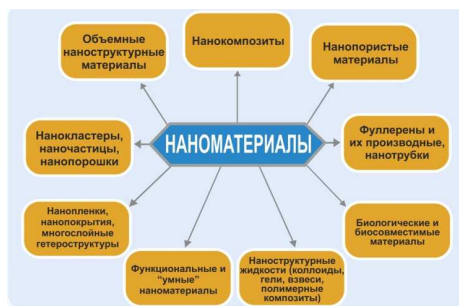 Объемные
наноструктурные
материалы
Нанокомпозиты
Нанопористые
материалы
Нанокластеры,
наночастицы,
нанопорошки
НАНОМАТЕРИАЛЫ
Фуллерены и
их производные,
нанотрубки
Нанопленки,
нанопокрытия,
многослойные
гетероструктуры
Функциональные и
"умные"
наноматериалы
Наноструктурные
жидкости (коллоиды,
гели, взвеси,
полимерные
композиты)
Биологические и
биосовместимые
материалы